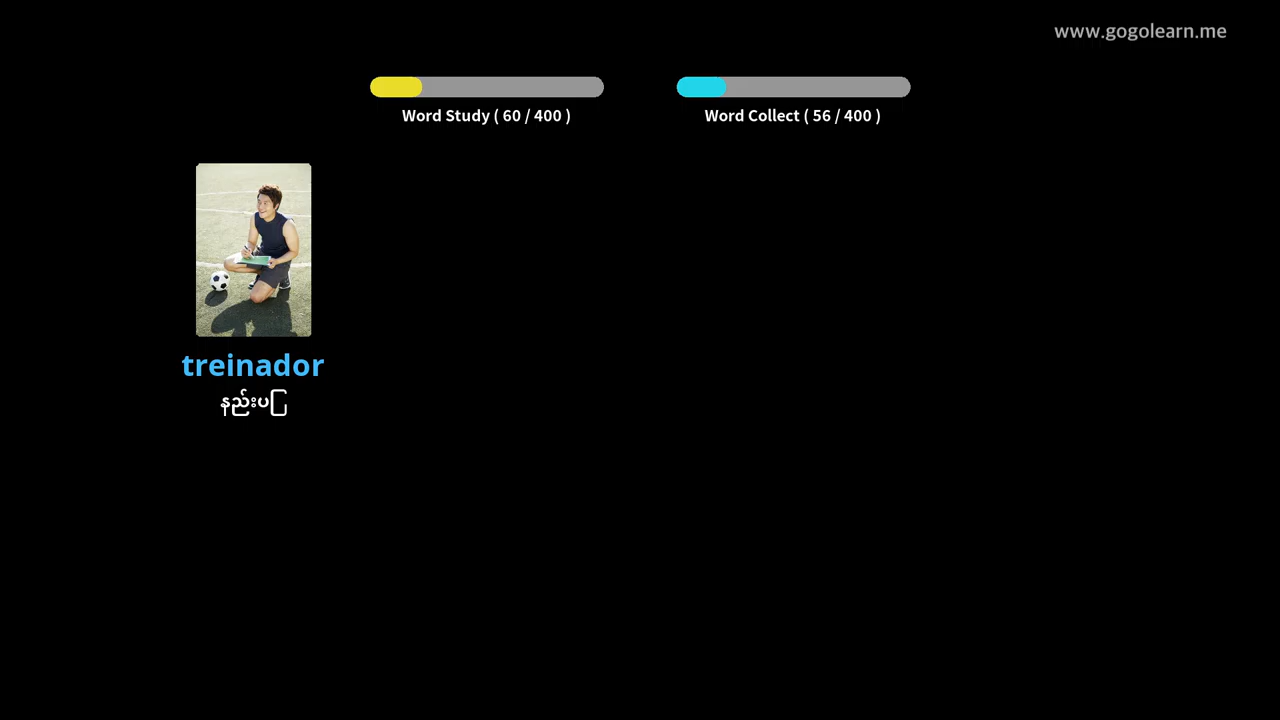 www.gogolearn.me
Word Study ( 60 / 400 )
Word Collect ( 56 / 400 )
treinador
နည်းပြ